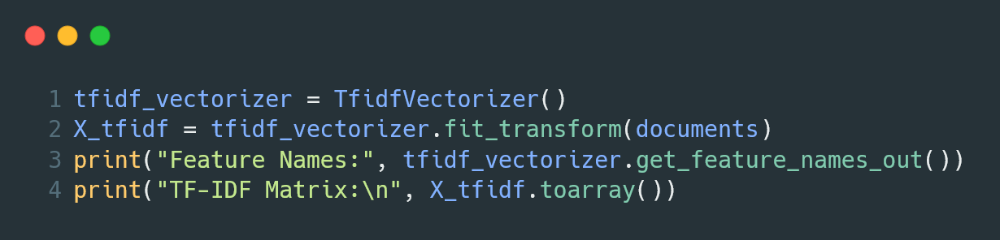 1 tfidf_vectorizer = TfidfVectorizer()
2 X_tfidf = tfidf_vectorizer.fit_transform(documents)
3 print("Feature Names:", tfidf_vectorizer.get_feature_names_out())
4 print("TF-IDF Matrix:\n", X_tfidf.toarray())